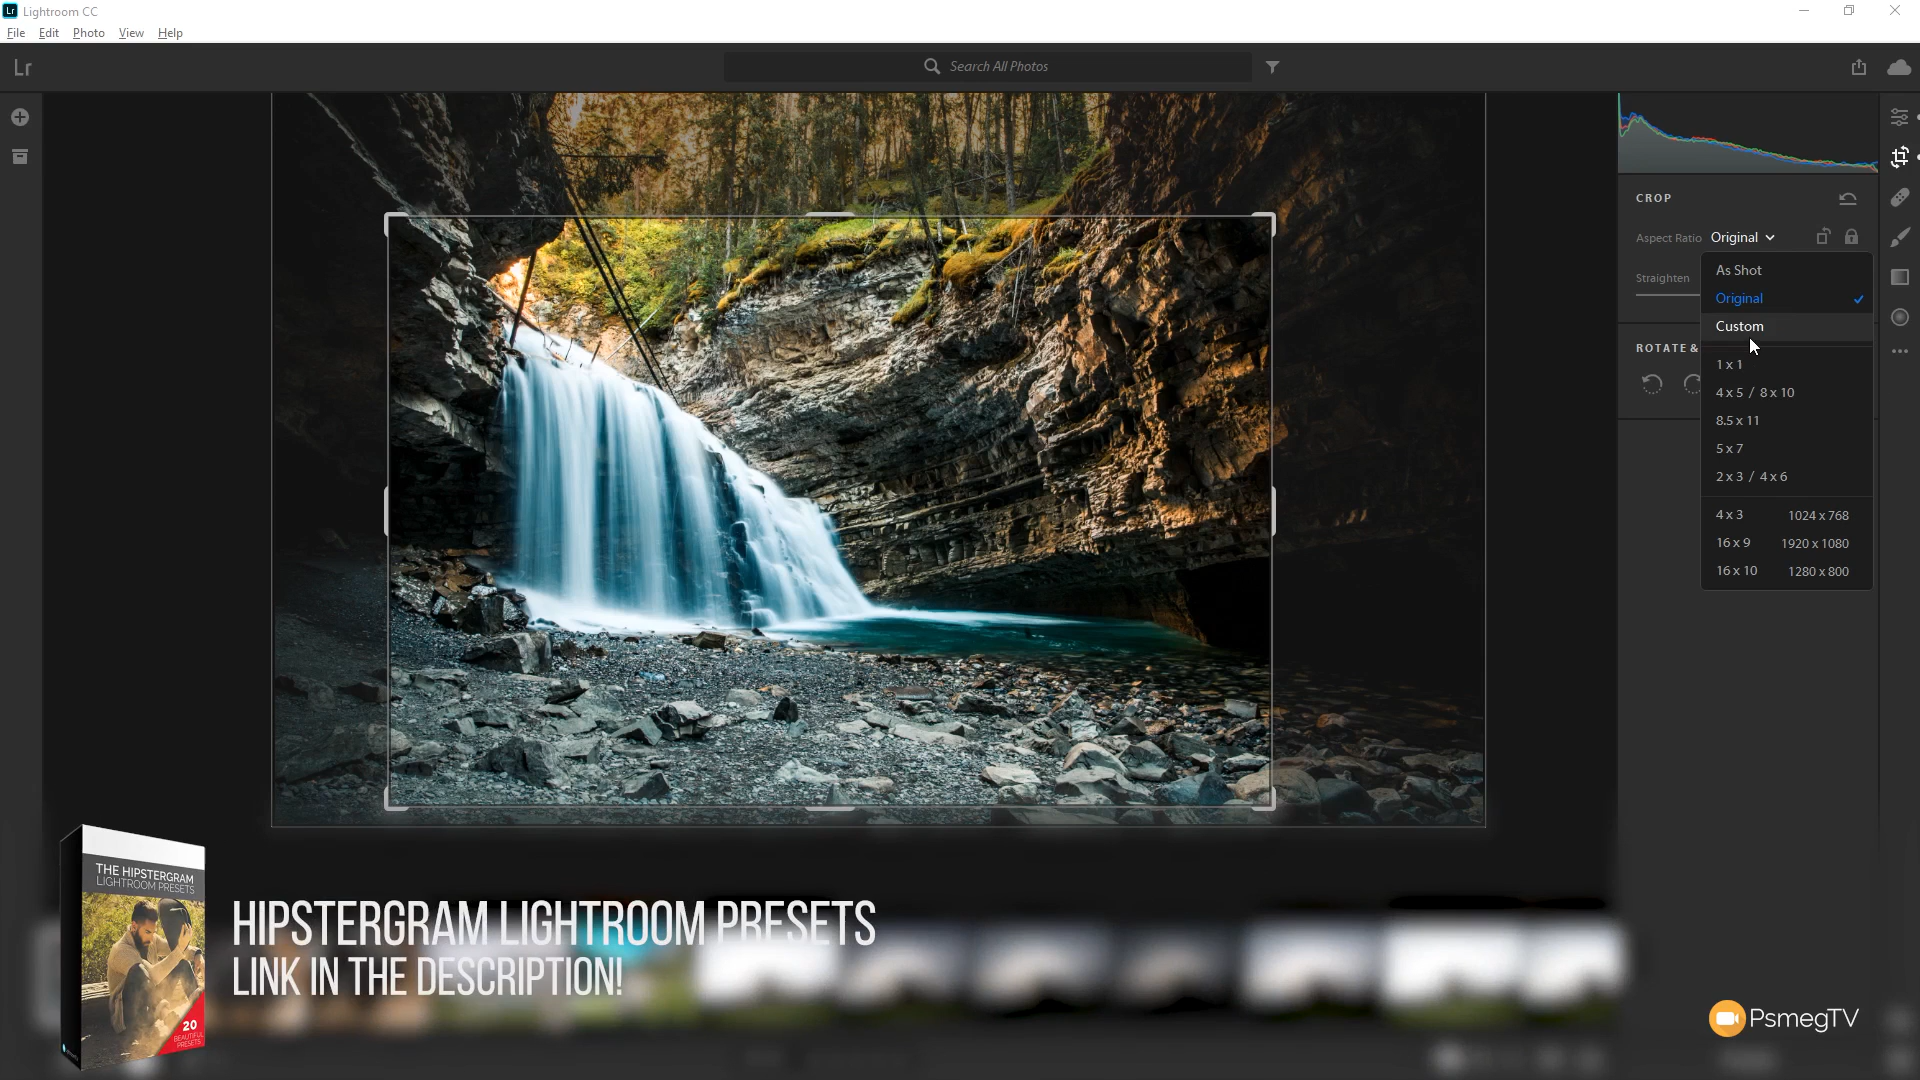 Lr Lightroom CC
File Edit Photo View Help
Lr
Search All Photos
CROP
Aspect Ratio Original
As Shot
Straighten
Original
Custom
ROTATE &
1 x 1
4 x 5 / 8 x 10
8.5 x 11
5 x 7
2 x 3 / 4 x 6
4 x 3 1024 x 768
16 x 9 1920 x 1080
16 x 10 1280 x 800
THE HIPSTERGRAM
LIGHTROOM PRESETS
20
BEAUTIFUL
PRESETS
HIPSTERGRAM LIGHTROOM PRESETS
LINK IN THE DESCRIPTION!
PsmegTV